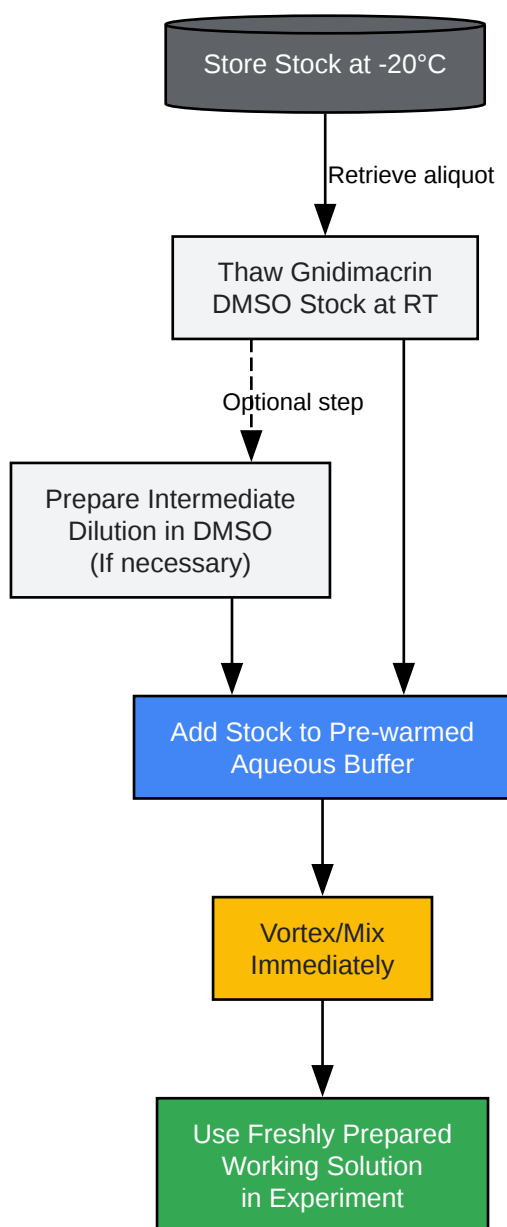 Store Stock at -20°C
Retrieve aliquot
Thaw Gnidimacrin
DMSO Stock at RT
Optional step
Prepare Intermediate
Dilution in DMSO
(If necessary)
Add Stock to Pre-warmed
Aqueous Buffer
Vortex/Mix
Immediately
Use Freshly Prepared
Working Solution
in Experiment